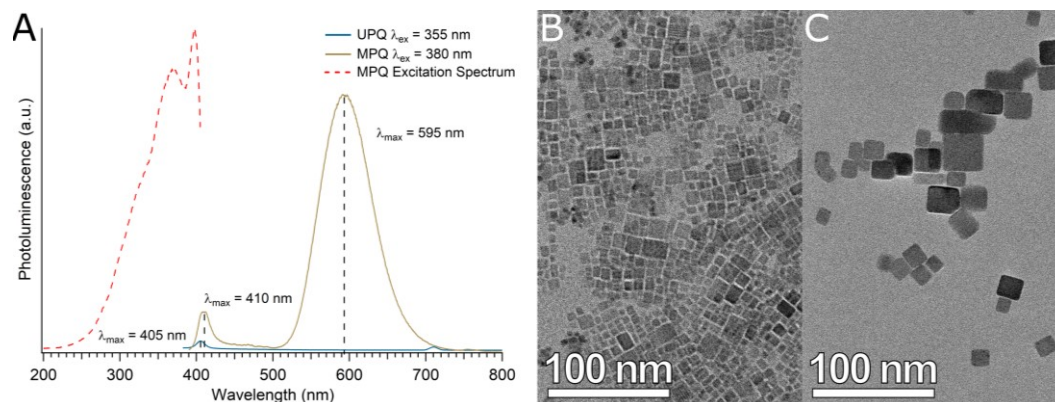 A
UPQ λex = 355 nm
MPQ λex = 380 nm
MPQ Excitation Spectrum
λmax = 595 nm
λmax = 410 nm
λmax = 405 nm
Photoluminescence (a.u.)
200 300 400 500 600 700 800
Wavelength (nm)
B
100 nm
C
100 nm